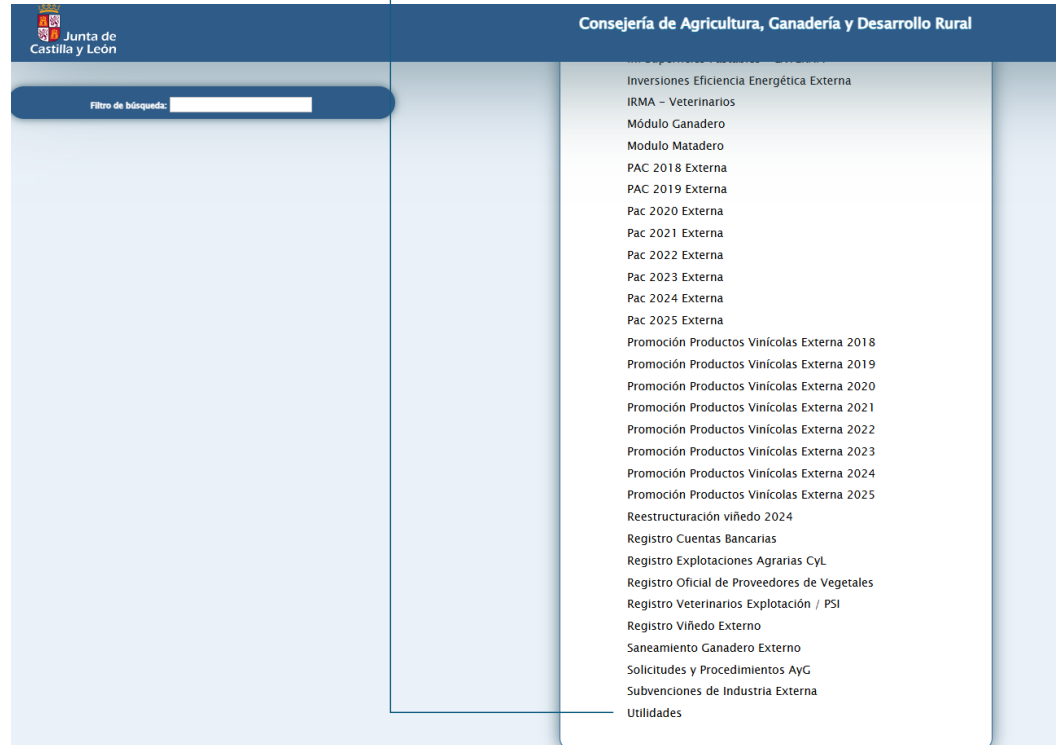 Junta de
Castilla y León
Consejería de Agricultura, Ganadería y Desarrollo Rural
Filtro de búsqueda:
Inversiones Eficiencia Energética Externa
IRMA - Veterinarios
Módulo Ganadero
Modulo Matadero
PAC 2018 Externa
PAC 2019 Externa
Pac 2020 Externa
Pac 2021 Externa
Pac 2022 Externa
Pac 2023 Externa
Pac 2024 Externa
Pac 2025 Externa
Promoción Productos Vinícolas Externa 2018
Promoción Productos Vinícolas Externa 2019
Promoción Productos Vinícolas Externa 2020
Promoción Productos Vinícolas Externa 2021
Promoción Productos Vinícolas Externa 2022
Promoción Productos Vinícolas Externa 2023
Promoción Productos Vinícolas Externa 2024
Promoción Productos Vinícolas Externa 2025
Reestructuración viñedo 2024
Registro Cuentas Bancarias
Registro Explotaciones Agrarias CyL
Registro Oficial de Proveedores de Vegetales
Registro Veterinarios Explotación / PSI
Registro Viñedo Externo
Saneamiento Ganadero Externo
Solicitudes y Procedimientos AyG
Subvenciones de Industria Externa
Utilidades